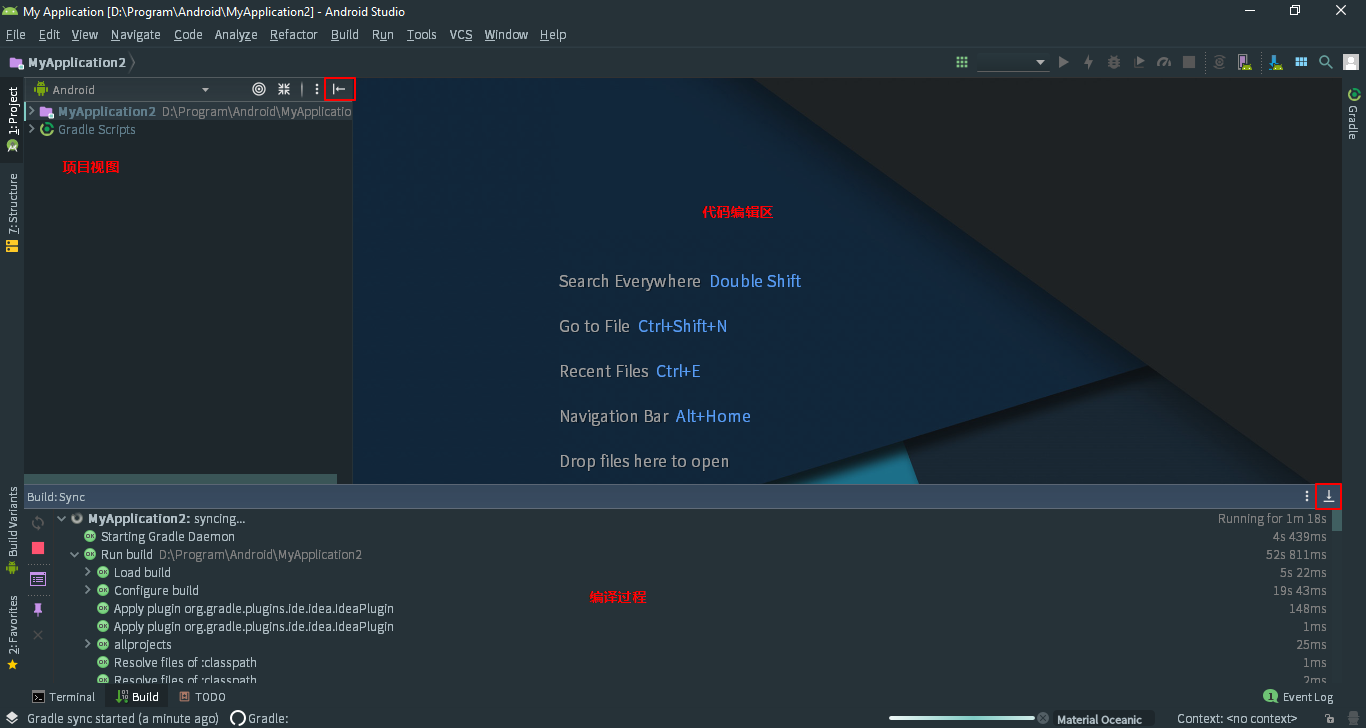 My Application [D:\Program\Android\MyApplication2] - Android Studio
File Edit View Navigate Code Analyze Refactor Build Run Tools VCS Window Help
MyApplication2
Android
MyApplication2 D:\Program\Android\MyApplicatio
Gradle Scripts
项目视图
代码编辑区
Search Everywhere Double Shift
Go to File Ctrl+Shift+N
Recent Files Ctrl+E
Navigation Bar Alt+Home
Drop files here to open
1: Project
7: Structure
Build Variants
2: Favorites
Gradle
Build: Sync
MyApplication2: syncing... Running for 1m 18s
Starting Gradle Daemon 4s 439ms
Run build D:\Program\Android\MyApplication2 52s 811ms
Load build 5s 22ms
Configure build 19s 43ms
Apply plugin org.gradle.plugins.ide.idea.IdeaPlugin 148ms
Apply plugin org.gradle.plugins.ide.idea.IdeaPlugin 1ms
allprojects 25ms
Resolve files of :classpath 1ms
Resolve files of :classpath 2ms
编译过程
Terminal Build TODO 1 Event Log
Gradle sync started (a minute ago) Gradle: Material Oceanic Context: <no context>